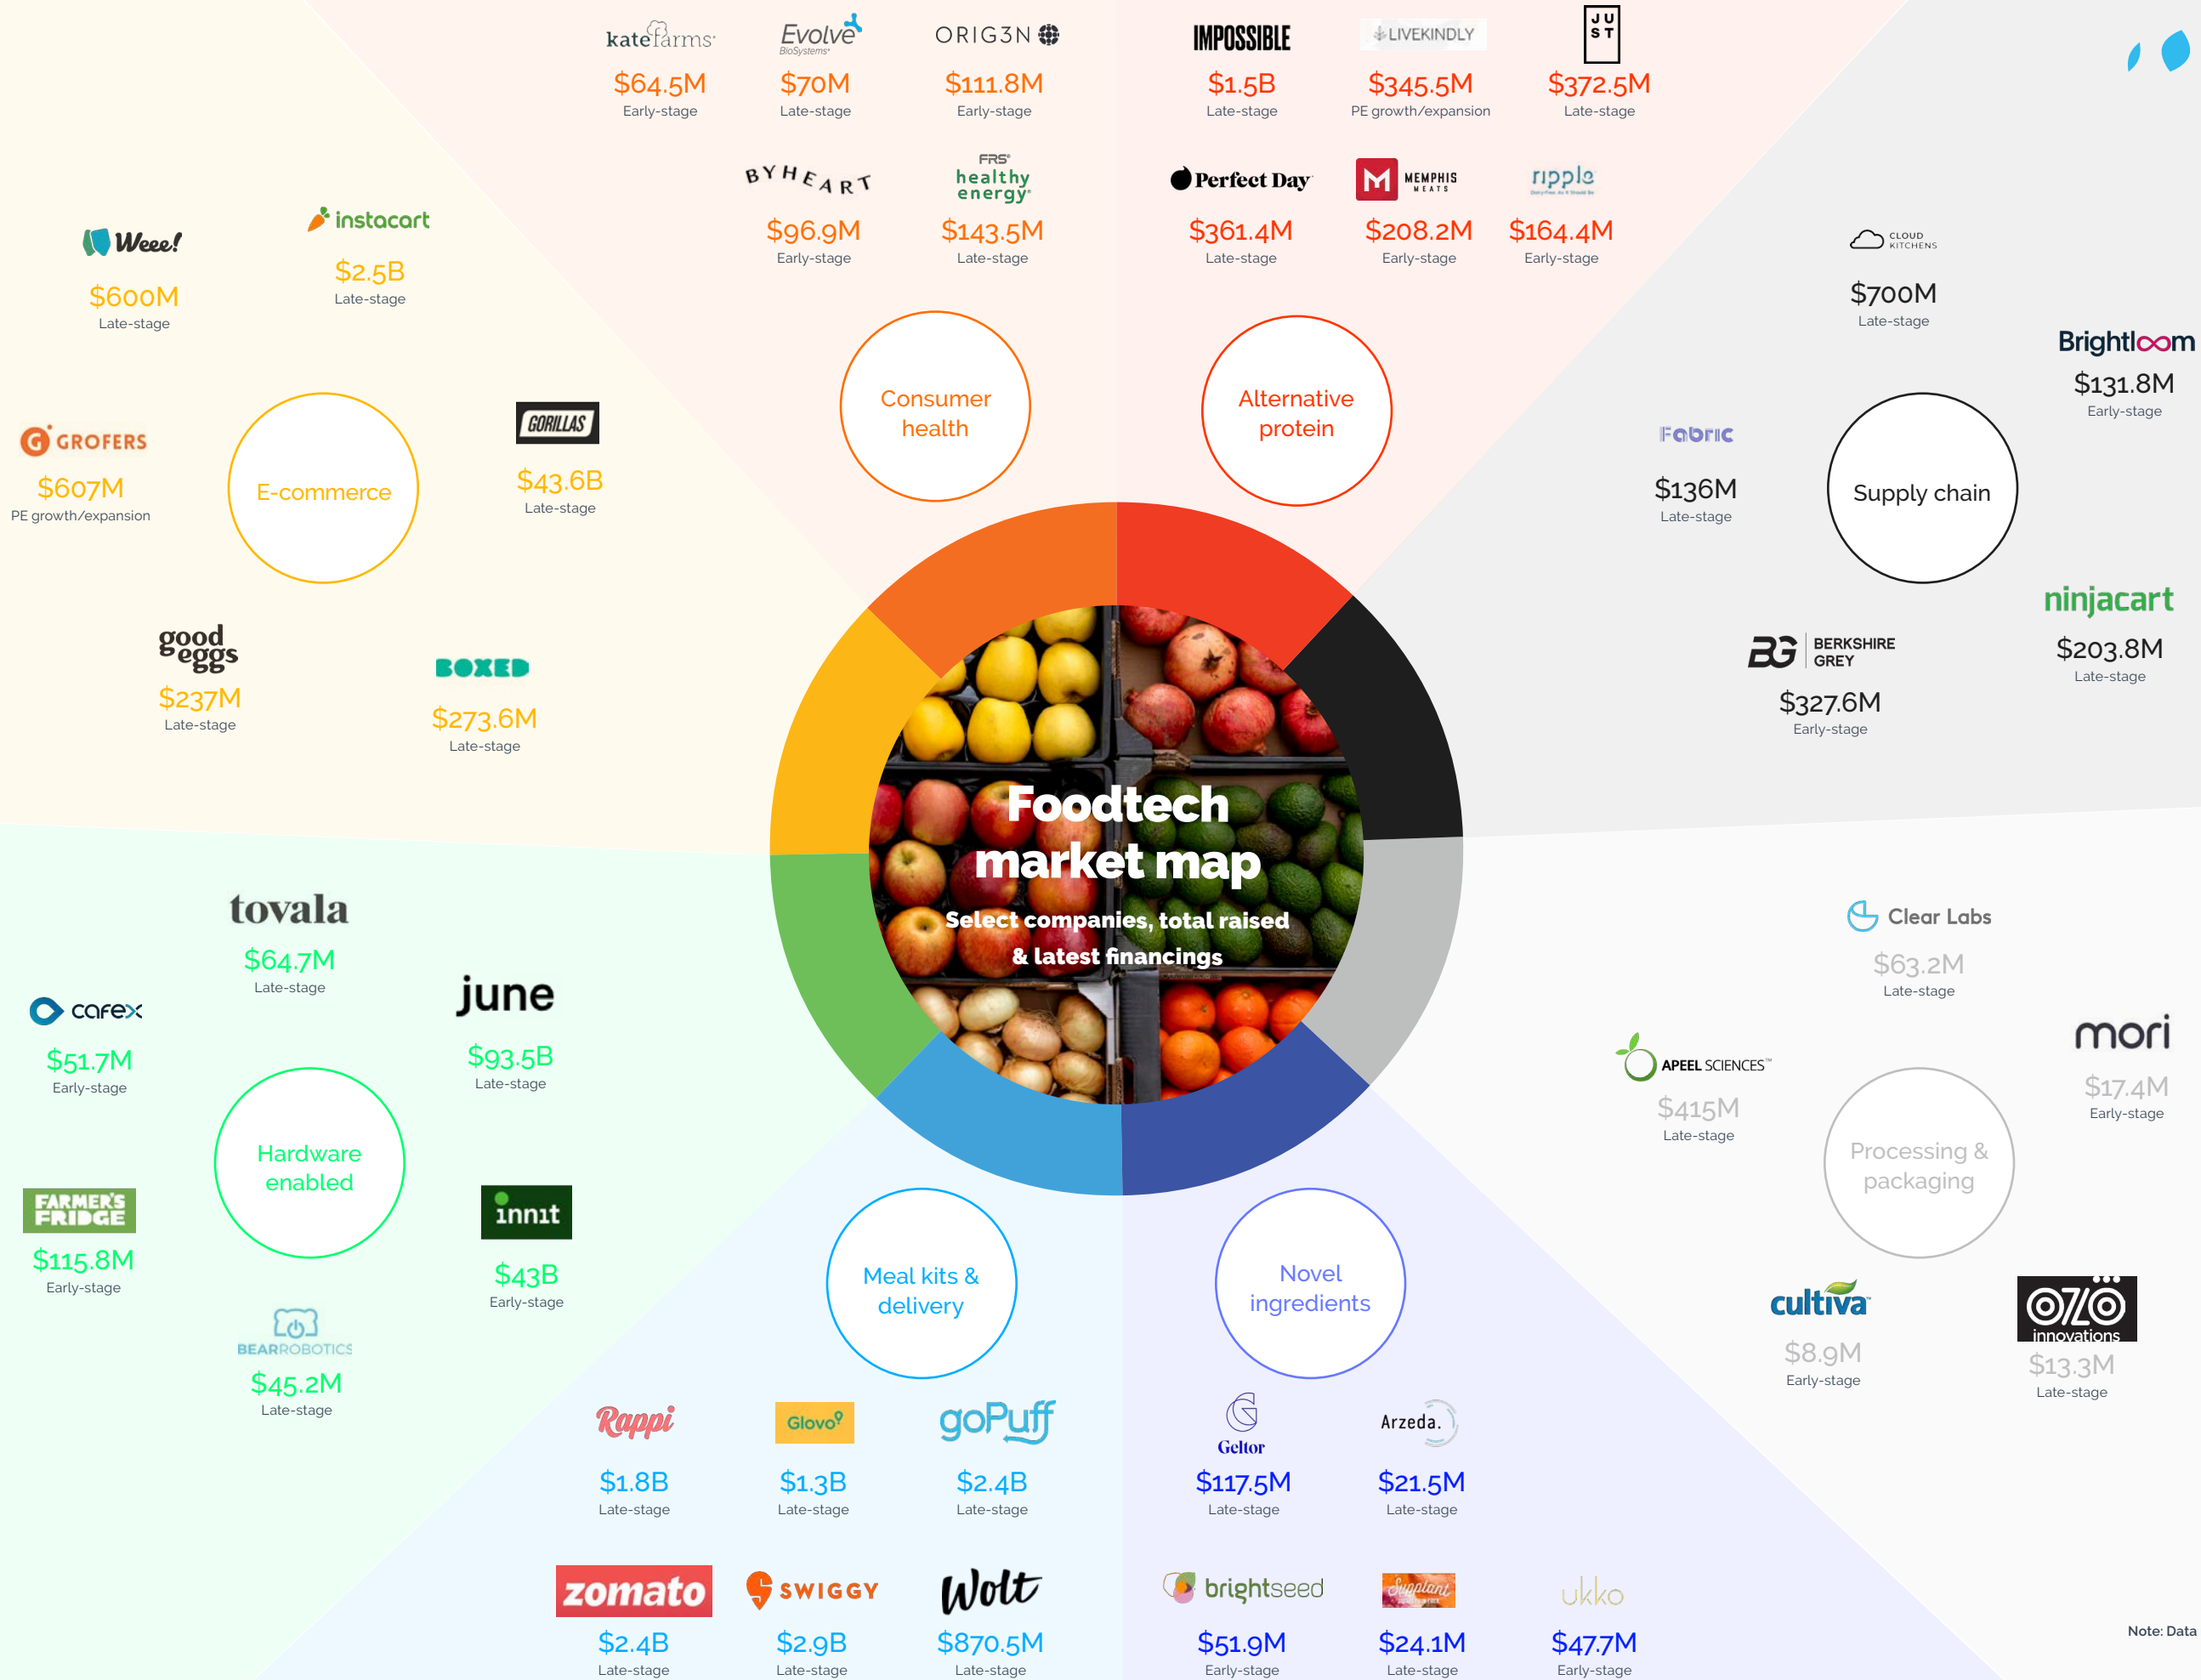 katefarms
$64.5M
Early-stage
Evolve
BioSystems
$70M
Late-stage
ORIG3N
$111.8M
Early-stage
BYHEART
$96.9M
Early-stage
FRS
healthy
energy
$143.5M
Late-stage
Consumer
health
IMPOSSIBLE
$1.5B
Late-stage
LIVEKINDLY
$345.5M
PE growth/expansion
JU
ST
$372.5M
Late-stage
Perfect Day
$361.4M
Late-stage
MEMPHIS
MEATS
$208.2M
Early-stage
ripple
Dairy-Free, As It Should Be
$164.4M
Early-stage
Alternative
protein
Weee!
$600M
Late-stage
instacart
$2.5B
Late-stage
GROFERS
$607M
PE growth/expansion
E-commerce
GORILLAS
$43.6B
Late-stage
good
eggs
$237M
Late-stage
BOXED
$273.6M
Late-stage
CLOUD
KITCHENS
$700M
Late-stage
Brightloom
$131.8M
Early-stage
Fabric
$136M
Late-stage
Supply chain
ninjacart
$203.8M
Late-stage
BG BERKSHIRE
GREY
$327.6M
Early-stage
Foodtech
market map
Select companies, total raised
& latest financings
tovala
$64.7M
Late-stage
cafex
$51.7M
Early-stage
june
$93.5B
Late-stage
Hardware
enabled
FARMER'S
FRIDGE
$115.8M
Early-stage
innit
$43B
Early-stage
BEARROBOTICS
$45.2M
Late-stage
Clear Labs
$63.2M
Late-stage
APEEL SCIENCES™
$415M
Late-stage
mori
$17.4M
Early-stage
Processing &
packaging
cultiva
$8.9M
Early-stage
OZO
innovations
$13.3M
Late-stage
Meal kits &
delivery
Rappi
$1.8B
Late-stage
Glovo
$1.3B
Late-stage
goPuff
$2.4B
Late-stage
zomato
$2.4B
Late-stage
SWIGGY
$2.9B
Late-stage
Wolt
$870.5M
Late-stage
Novel
ingredients
Geltor
$117.5M
Late-stage
Arzeda.
$21.5M
Late-stage
brightseed
$51.9M
Early-stage
Supplant
$24.1M
Late-stage
ukko
$47.7M
Early-stage
Note: Data